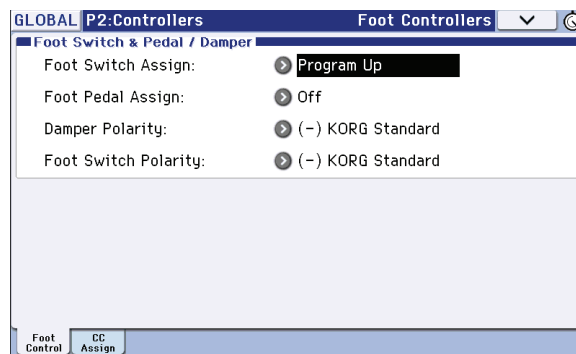 GLOBAL P2:Controllers Foot Controllers
Foot Switch & Pedal / Damper
Foot Switch Assign: Program Up
Foot Pedal Assign: Off
Damper Polarity: (-) KORG Standard
Foot Switch Polarity: (-) KORG Standard
Foot Control CC Assign